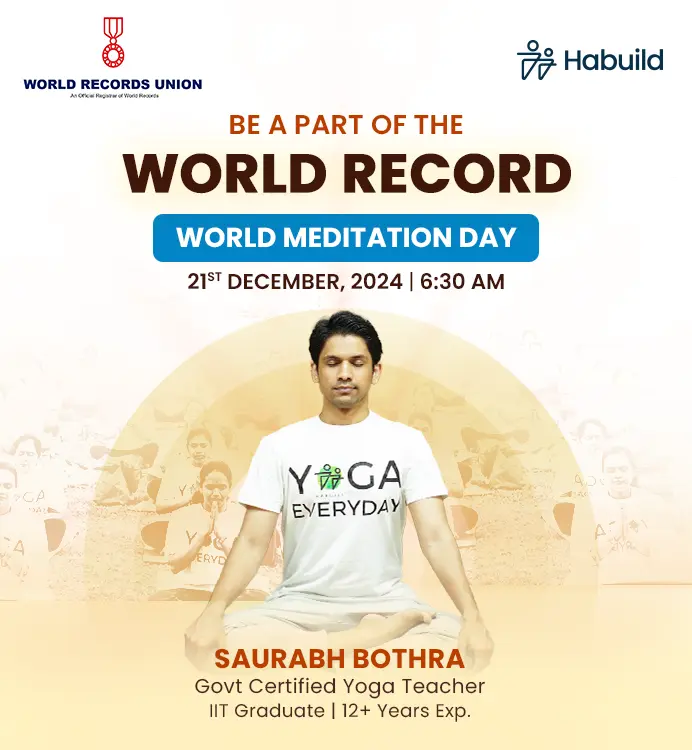 WORLD RECORDS UNION
An Official Registrar of World Records
Habuild
BE A PART OF THE
WORLD RECORD
WORLD MEDITATION DAY
21ST DECEMBER, 2024 | 6:30 AM
YOGA
EVERYDAY
SAURABH BOTHRA
Govt Certified Yoga Teacher
IIT Graduate | 12+ Years Exp.